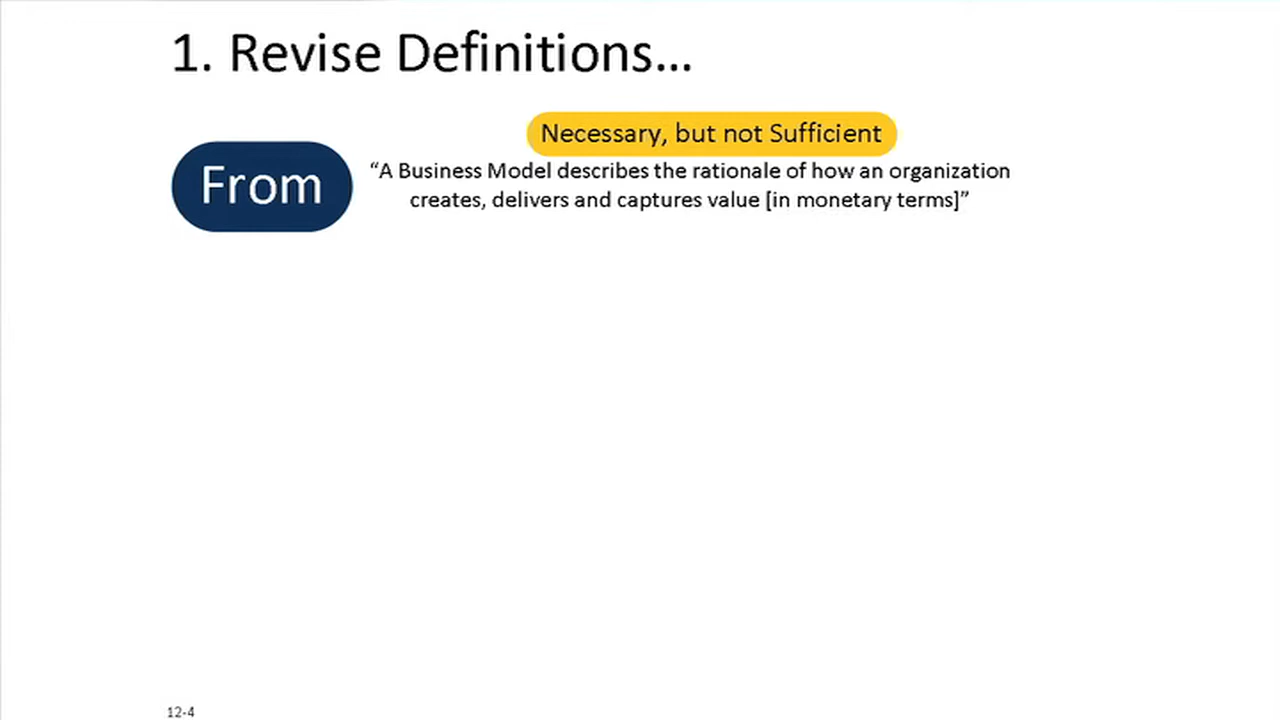 1. Revise Definitions...
Necessary, but not Sufficient
From
“A Business Model describes the rationale of how an organization
creates, delivers and captures value [in monetary terms]”
12-4